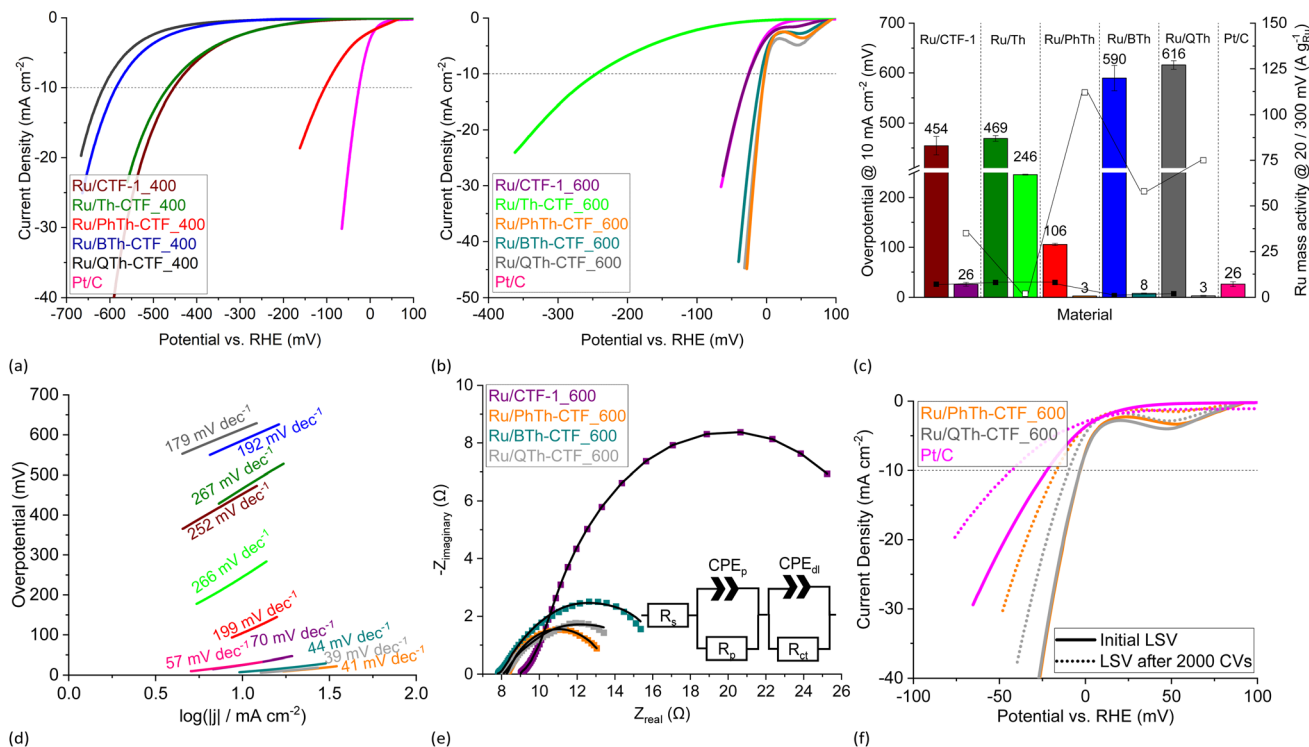 Current Density (mA cm⁻²)
0
-10
-20
-30
-40
Ru/CTF-1_400
Ru/Th-CTF_400
Ru/PhTh-CTF_400
Ru/BTh-CTF_400
Ru/QTh-CTF_400
Pt/C
-700 -600 -500 -400 -300 -200 -100 0 100
Potential vs. RHE (mV)
(a)
Current Density (mA cm⁻²)
0
-10
-20
-30
-40
-50
Ru/CTF-1_600
Ru/Th-CTF_600
Ru/PhTh-CTF_600
Ru/BTh-CTF_600
Ru/QTh-CTF_600
Pt/C
-400 -300 -200 -100 0 100
Potential vs. RHE (mV)
(b)
Overpotential @ 10 mA cm⁻² (mV)
700
600
500
200
100
0
Ru/CTF-1 Ru/Th Ru/PhTh Ru/BTh Ru/QTh Pt/C
454 26 469 246 106 3 590 8 616 3 26
150
125
100
75
50
25
0
Ru mass activity @ 20 / 300 mV (A g⁻¹Ru)
Material
(c)
Overpotential (mV)
700
600
500
400
300
200
100
0
179 mV dec⁻¹
192 mV dec⁻¹
267 mV dec⁻¹
252 mV dec⁻¹
266 mV dec⁻¹
199 mV dec⁻¹
70 mV dec⁻¹
57 mV dec⁻¹
44 mV dec⁻¹
39 mV dec⁻¹
41 mV dec⁻¹
0.0 0.5 1.0 1.5 2.0
log(|j| / mA cm⁻²)
(d)
-Zimaginary (Ω)
10
8
6
4
2
0
Ru/CTF-1_600
Ru/PhTh-CTF_600
Ru/BTh-CTF_600
Ru/QTh-CTF_600
CPEp CPEdl
Rs
Rp Rct
8 10 12 14 16 18 20 22 24 26
Zreal (Ω)
(e)
Current Density (mA cm⁻²)
0
-10
-20
-30
-40
Ru/PhTh-CTF_600
Ru/QTh-CTF_600
Pt/C
Initial LSV
LSV after 2000 CVs
-100 -50 0 50 100
Potential vs. RHE (mV)
(f)